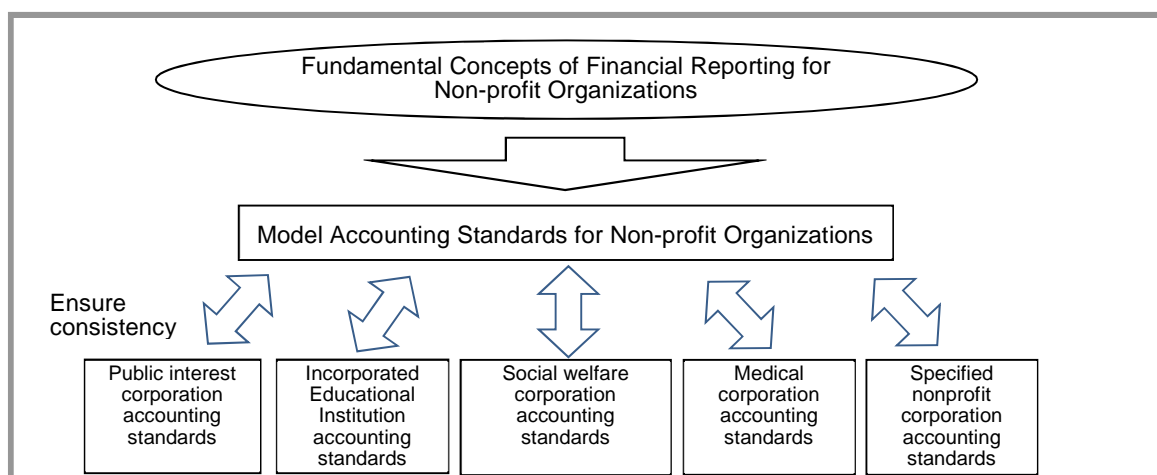 Fundamental Concepts of Financial Reporting for
Non-profit Organizations
Model Accounting Standards for Non-profit Organizations
Ensure
consistency
Public interest
corporation
accounting
standards
Incorporated
Educational
Institution
accounting
standards
Social welfare
corporation
accounting
standards
Medical
corporation
accounting
standards
Specified
nonprofit
corporation
accounting
standards